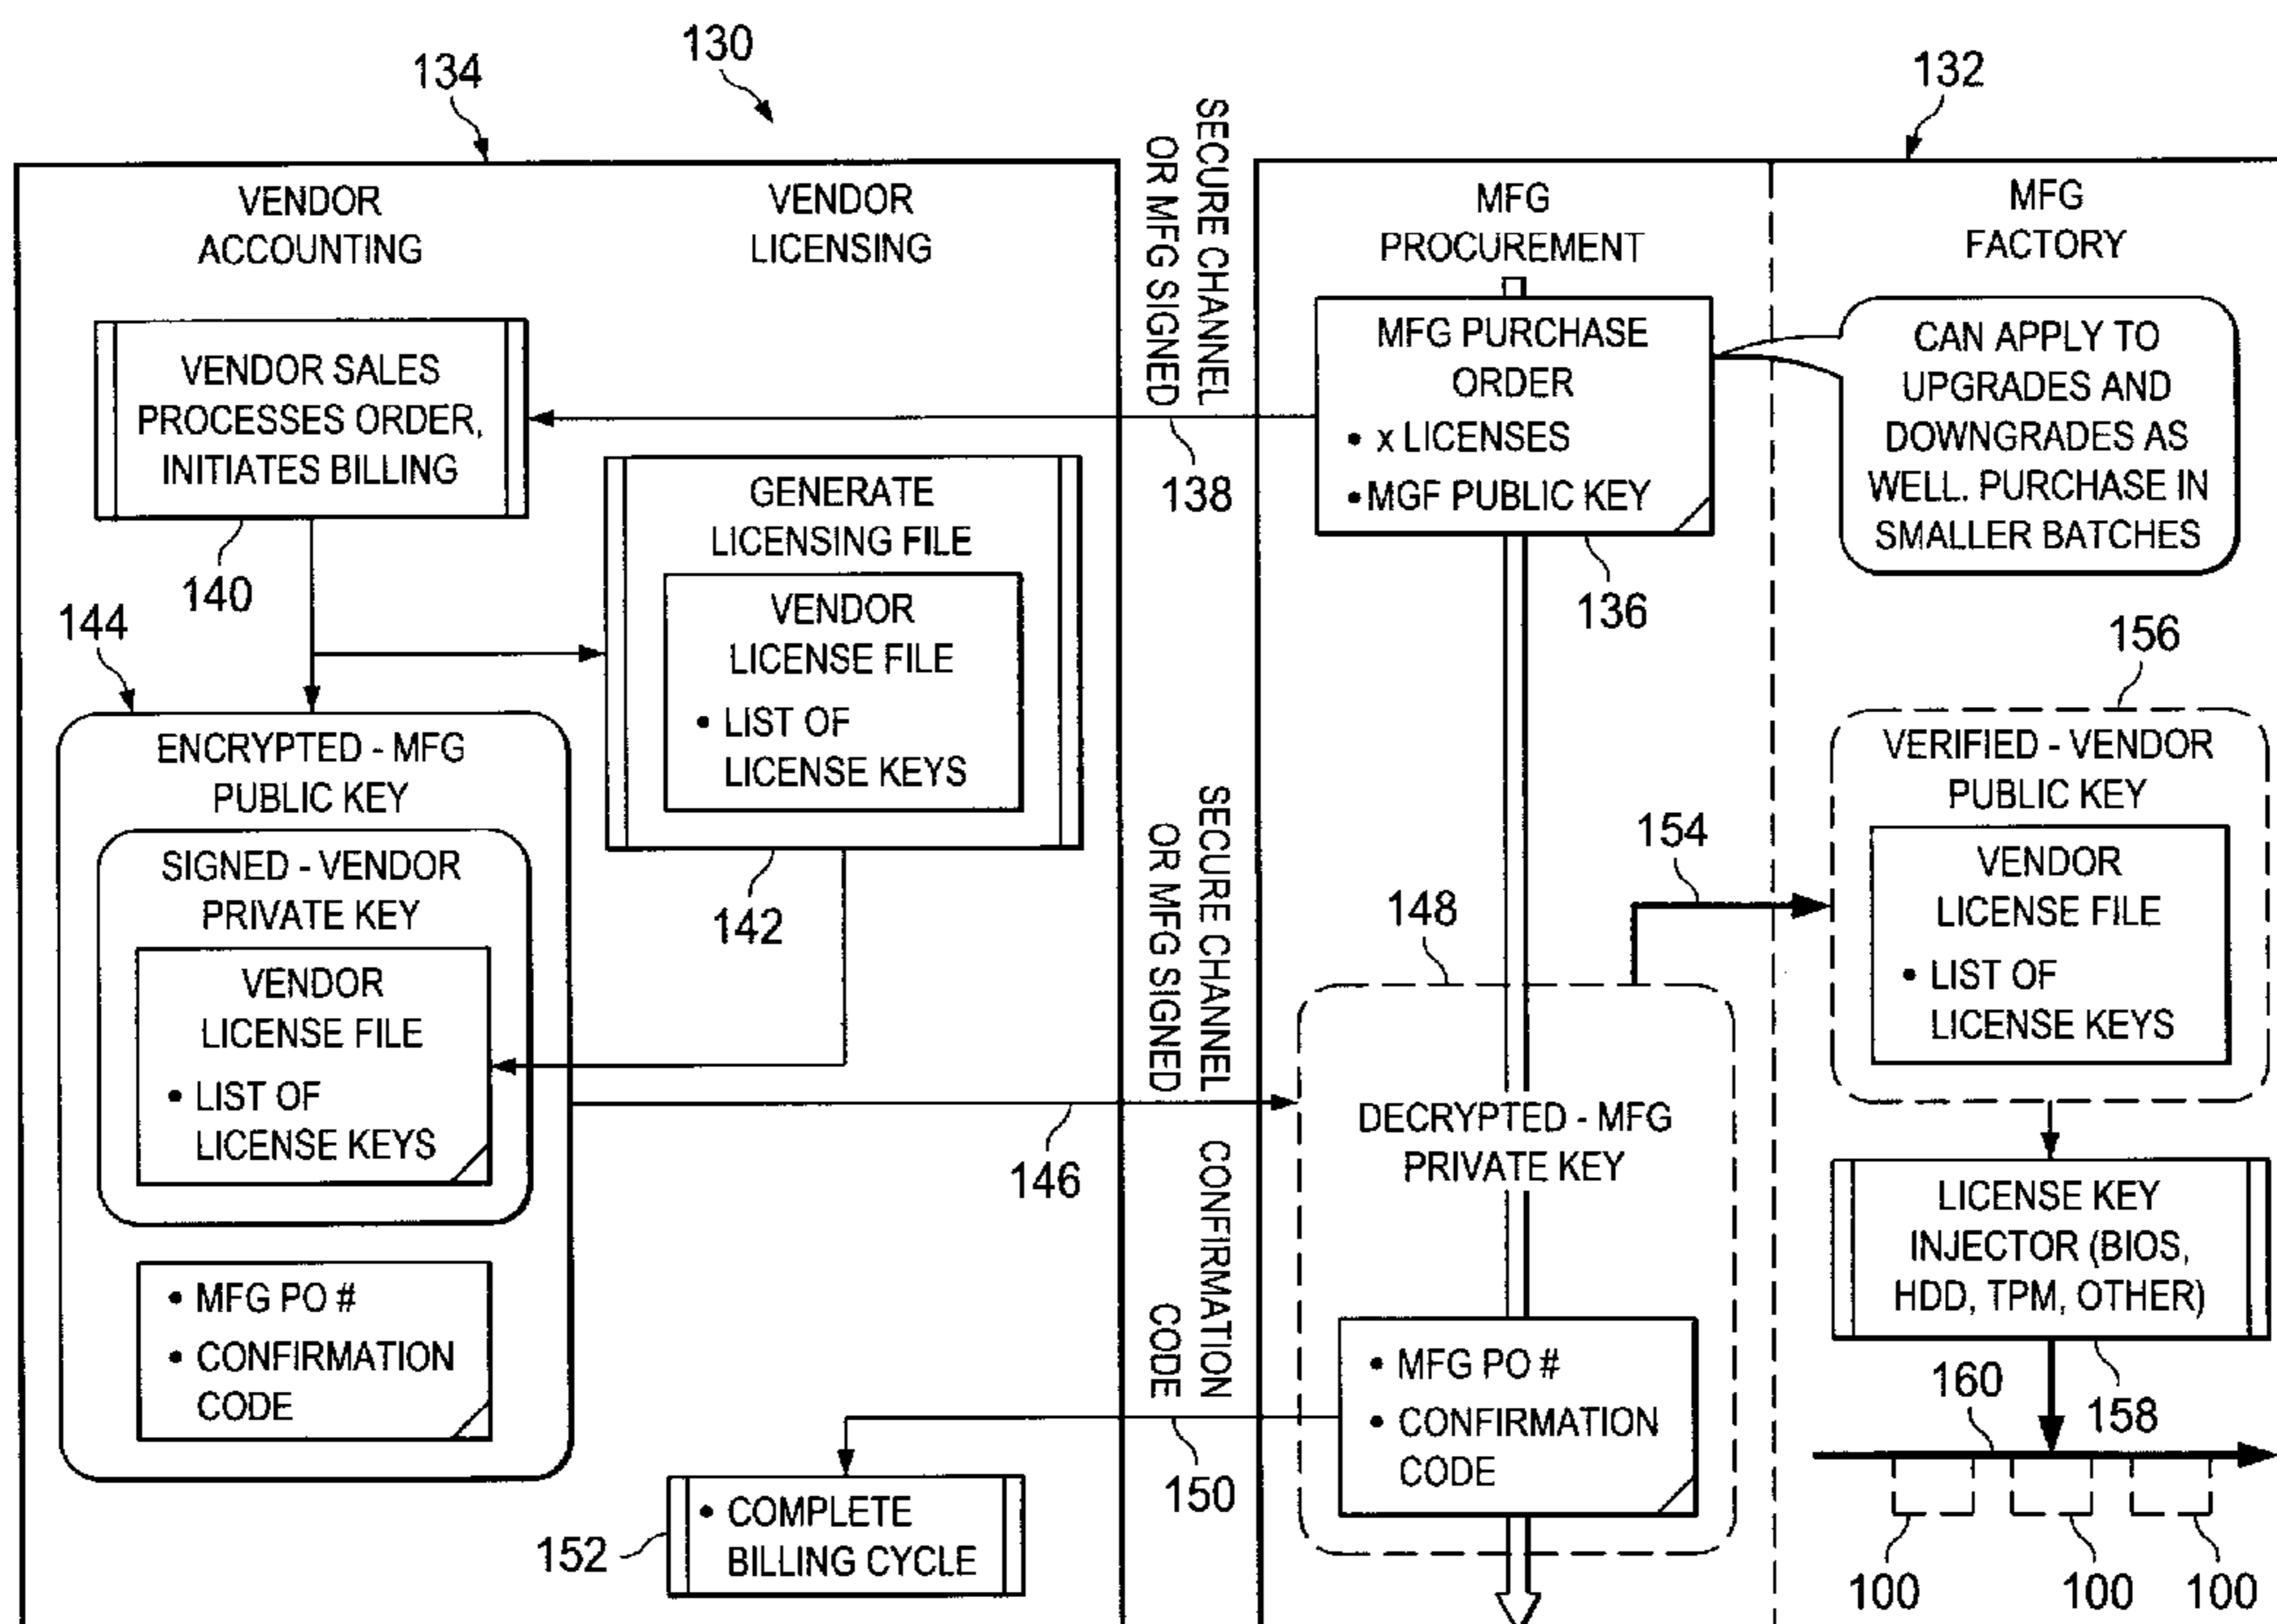 130
134
132
VENDOR
ACCOUNTING
VENDOR
LICENSING
SECURE CHANNEL
OR MFG SIGNED
MFG
PROCUREMENT
MFG
FACTORY
VENDOR SALES
PROCESSES ORDER,
INITIATES BILLING
140
138
MFG PURCHASE
ORDER
• x LICENSES
•MGF PUBLIC KEY
136
CAN APPLY TO
UPGRADES AND
DOWNGRADES AS
WELL. PURCHASE IN
SMALLER BATCHES
GENERATE
LICENSING FILE
VENDOR
LICENSE FILE
• LIST OF
LICENSE KEYS
142
144
ENCRYPTED - MFG
PUBLIC KEY
SIGNED - VENDOR
PRIVATE KEY
VENDOR
LICENSE FILE
• LIST OF
LICENSE KEYS
• MFG PO #
• CONFIRMATION
CODE
SECURE CHANNEL
OR MFG SIGNED
146
148
DECRYPTED - MFG
PRIVATE KEY
• MFG PO #
• CONFIRMATION
CODE
CONFIRMATION
CODE
150
152
• COMPLETE
BILLING CYCLE
154
156
VERIFIED - VENDOR
PUBLIC KEY
VENDOR
LICENSE FILE
• LIST OF
LICENSE KEYS
LICENSE KEY
INJECTOR (BIOS,
HDD, TPM, OTHER)
158
160
100
100
100